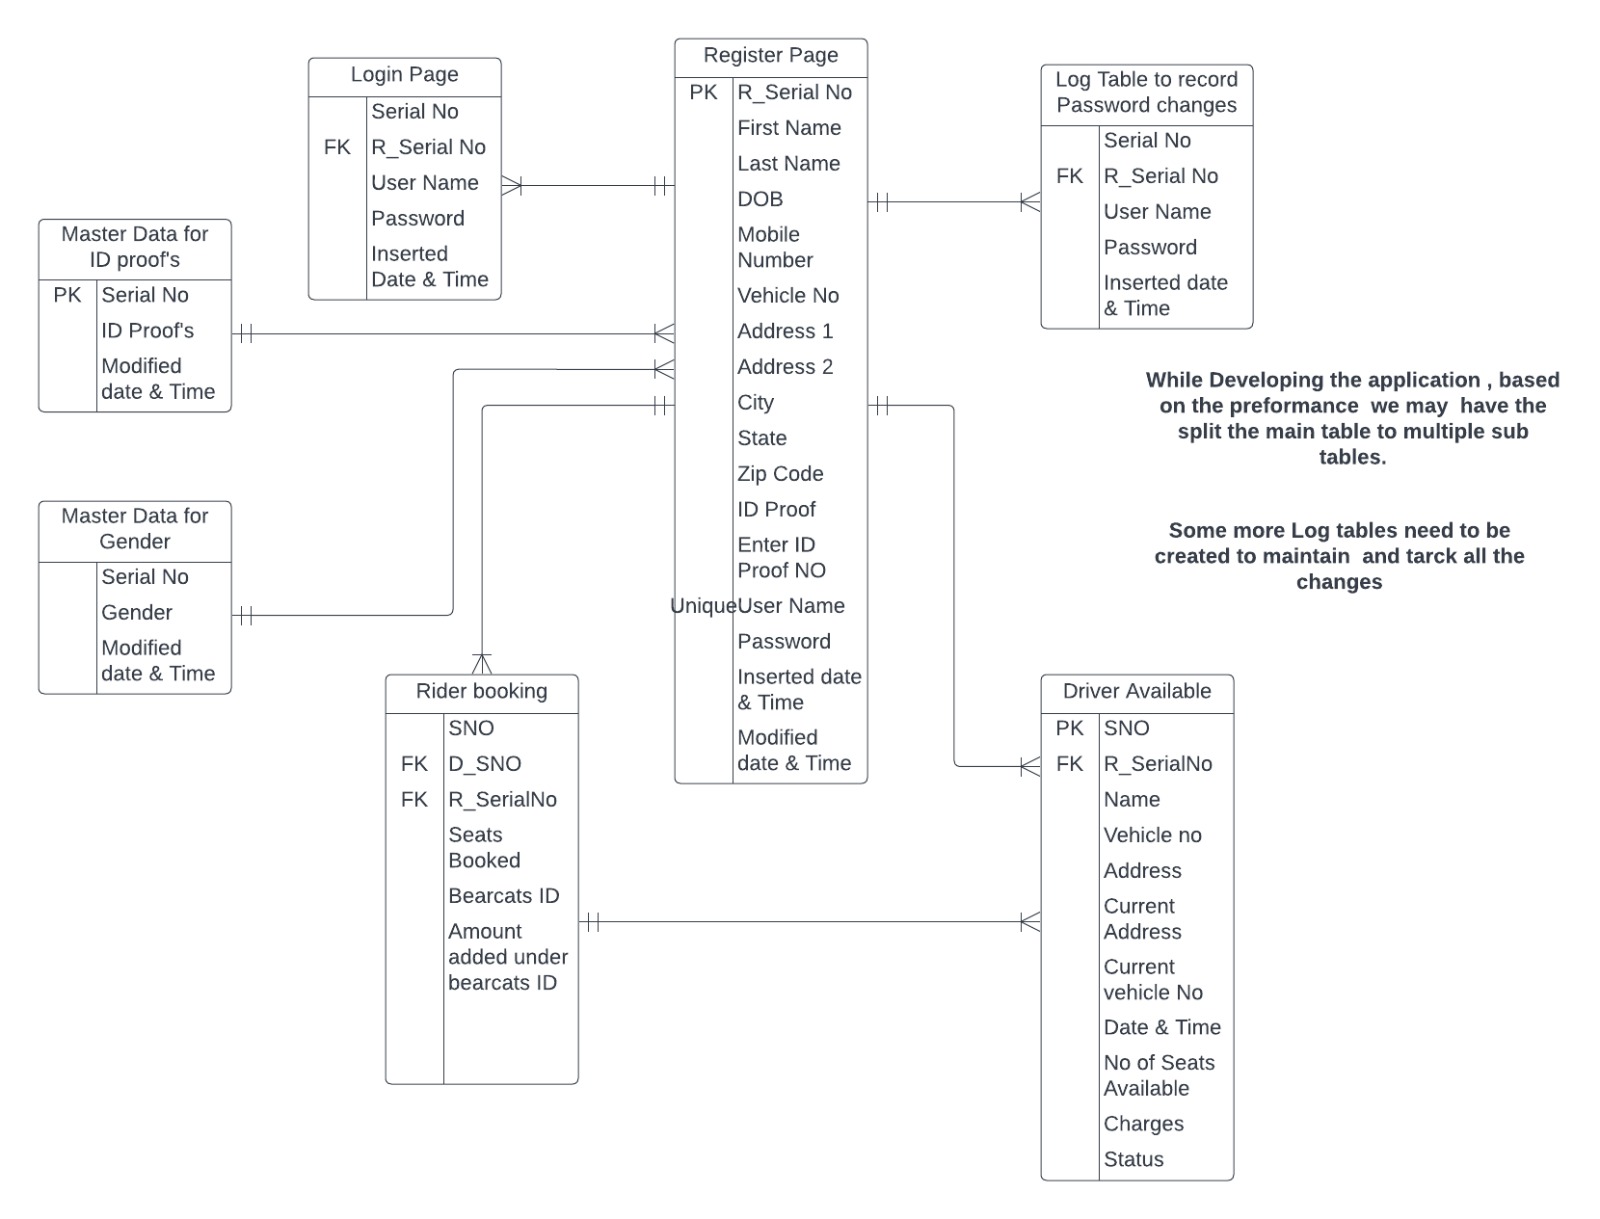 Login Page
Serial No
FK R_Serial No
User Name
Password
Inserted
Date & Time
Register Page
PK R_Serial No
First Name
Last Name
DOB
Mobile
Number
Vehicle No
Address 1
Address 2
City
State
Zip Code
ID Proof
Enter ID
Proof NO
Unique User Name
Password
Inserted date
& Time
Modified
date & Time
Log Table to record
Password changes
Serial No
FK R_Serial No
User Name
Password
Inserted date
& Time
Master Data for
ID proof's
PK Serial No
ID Proof's
Modified
date & Time
While Developing the application , based
on the preformance we may have the
split the main table to multiple sub
tables.
Some more Log tables need to be
created to maintain and tarck all the
changes
Master Data for
Gender
Serial No
Gender
Modified
date & Time
Rider booking
SNO
FK D_SNO
FK R_SerialNo
Seats
Booked
Bearcats ID
Amount
added under
bearcats ID
Driver Available
PK SNO
FK R_SerialNo
Name
Vehicle no
Address
Current
Address
Current
vehicle No
Date & Time
No of Seats
Available
Charges
Status